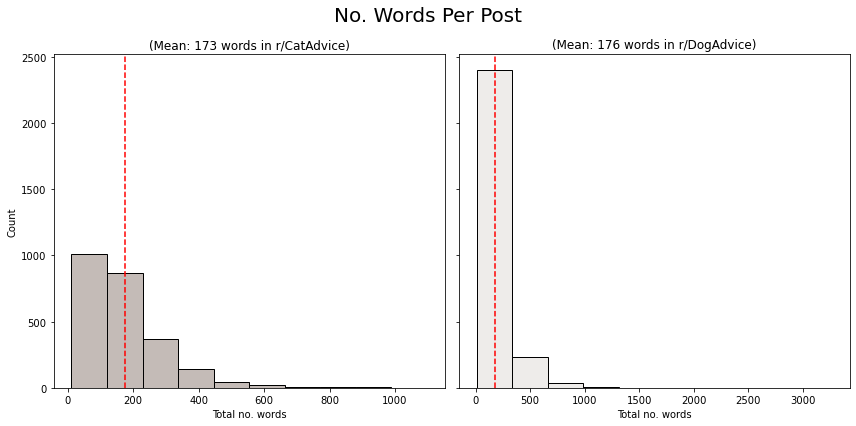 No. Words Per Post
(Mean: 173 words in r/CatAdvice)
(Mean: 176 words in r/DogAdvice)
2500
2000
1500
1000
500
0
Count
0 200 400 600 800 1000
Total no. words
0 500 1000 1500 2000 2500 3000
Total no. words